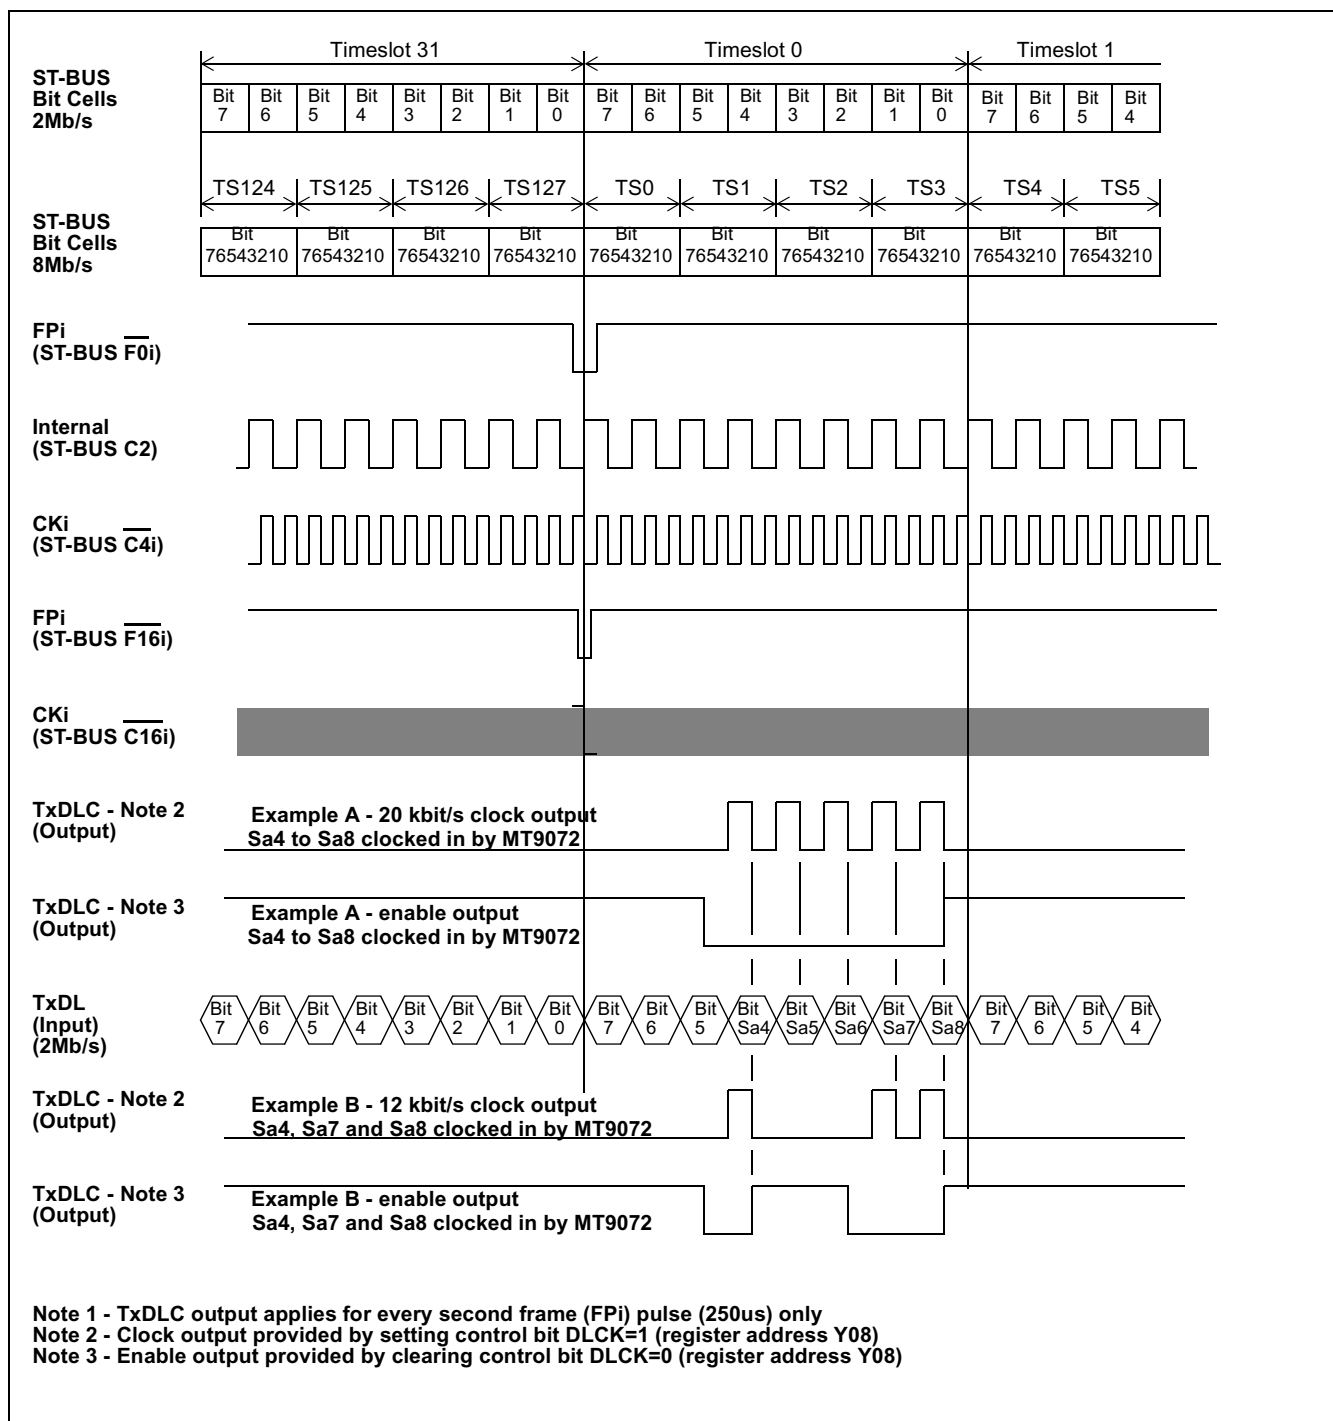 Timeslot 31 Timeslot 0 Timeslot 1
ST-BUS
Bit Cells
2Mb/s
Bit Bit Bit Bit Bit Bit Bit Bit Bit Bit Bit Bit Bit Bit Bit Bit Bit Bit Bit Bit
7 6 5 4 3 2 1 0 7 6 5 4 3 2 1 0 7 6 5 4
TS124 TS125 TS126 TS127 TS0 TS1 TS2 TS3 TS4 TS5
ST-BUS
Bit Cells
8Mb/s
Bit Bit Bit Bit Bit Bit Bit Bit Bit Bit
76543210 76543210 76543210 76543210 76543210 76543210 76543210 76543210 76543210 76543210
FPi
(ST-BUS F0i)
Internal
(ST-BUS C2)
CKi
(ST-BUS C4i)
FPi
(ST-BUS F16i)
CKi
(ST-BUS C16i)
TxDLC - Note 2
(Output)
Example A - 20 kbit/s clock output
Sa4 to Sa8 clocked in by MT9072
TxDLC - Note 3
(Output)
Example A - enable output
Sa4 to Sa8 clocked in by MT9072
TxDL
(Input)
(2Mb/s)
Bit Bit Bit Bit Bit Bit Bit Bit Bit Bit Bit Bit Bit Bit Bit Bit Bit Bit Bit Bit
7 6 5 4 3 2 1 0 7 6 5 Sa4 Sa5 Sa6 Sa7 Sa8 7 6 5 4
TxDLC - Note 2
(Output)
Example B - 12 kbit/s clock output
Sa4, Sa7 and Sa8 clocked in by MT9072
TxDLC - Note 3
(Output)
Example B - enable output
Sa4, Sa7 and Sa8 clocked in by MT9072
Note 1 - TxDLC output applies for every second frame (FPi) pulse (250us) only
Note 2 - Clock output provided by setting control bit DLCK=1 (register address Y08)
Note 3 - Enable output provided by clearing control bit DLCK=0 (register address Y08)